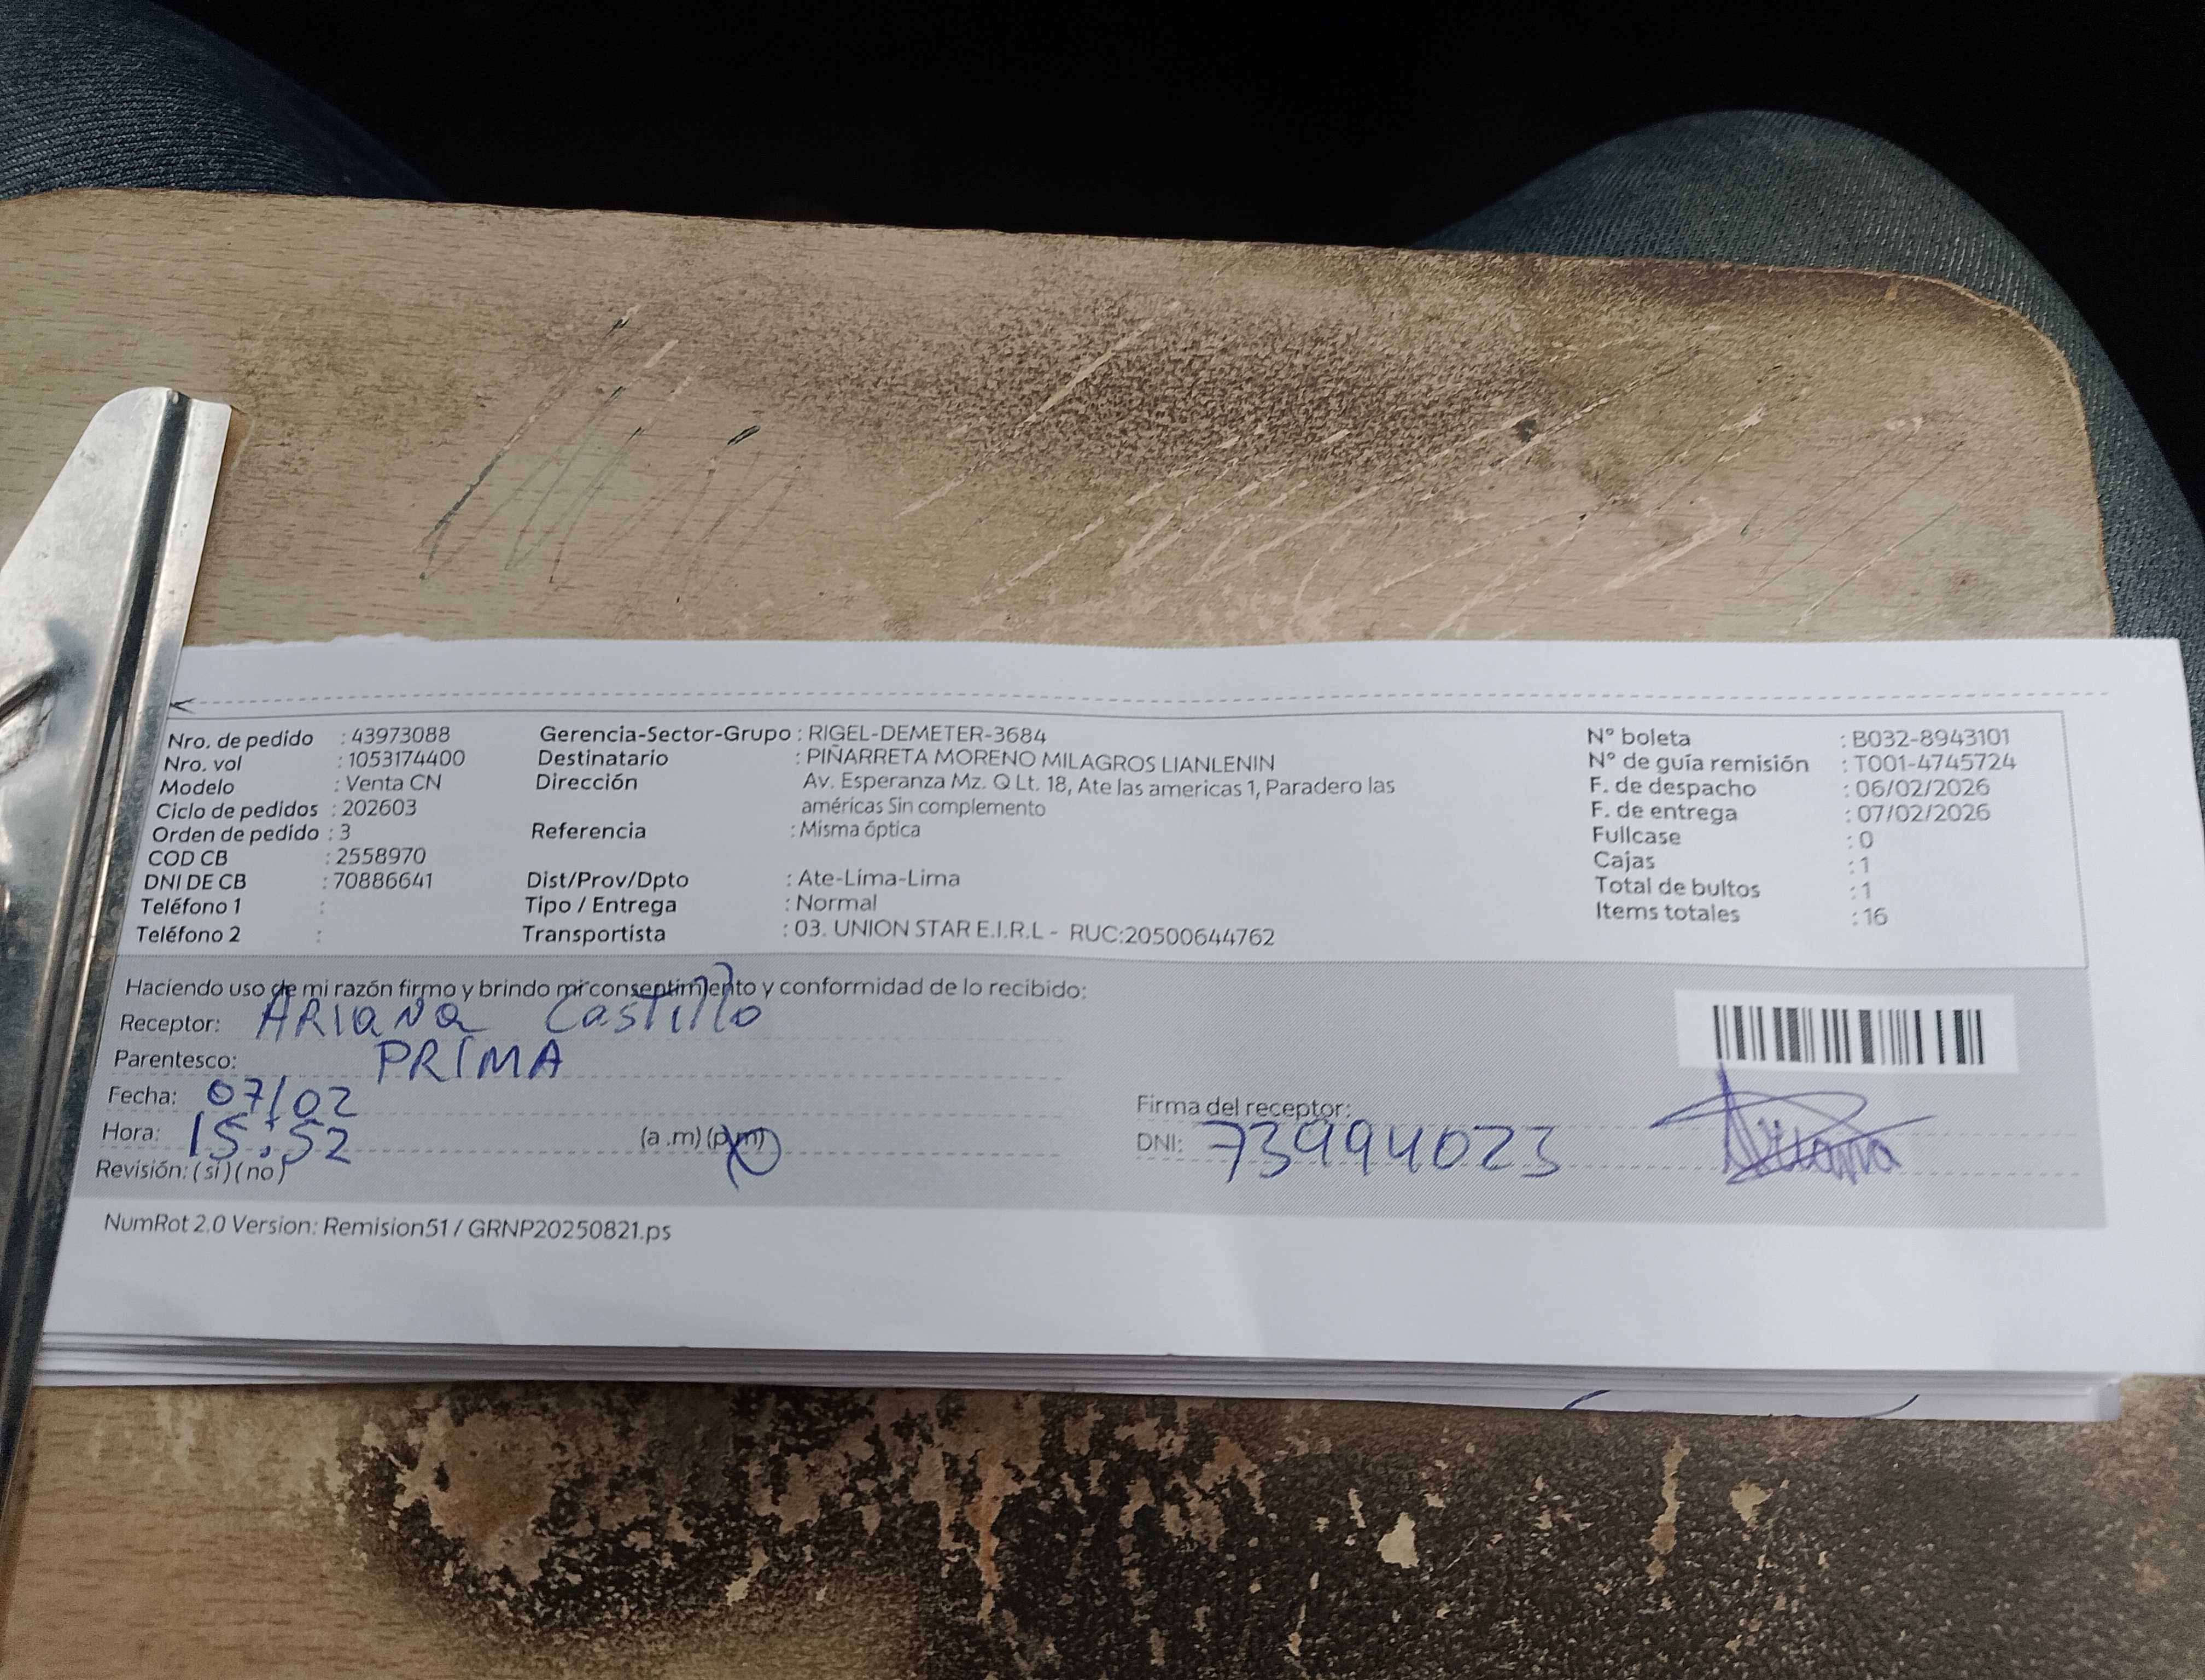 Nro. de pedido : 43973088
Nro. vol : 1053174400
Modelo : Venta CN
Ciclo de pedidos : 202603
Orden de pedido : 3
COD CB : 2558970
DNI DE CB : 70886641
Teléfono 1 :
Teléfono 2 :
Gerencia-Sector-Grupo : RIGEL-DEMETER-3684
Destinatario : PIÑARRETA MORENO MILAGROS LIANLENIN
Dirección : Av. Esperanza Mz. Q Lt. 18, Ate las americas 1, Paradero las
américas Sin complemento
Referencia : Misma óptica
Dist/Prov/Dpto : Ate-Lima-Lima
Tipo / Entrega : Normal
Transportista : 03. UNION STAR E.I.R.L - RUC:20500644762
N° boleta : B032-8943101
N° de guía remisión : T001-4745724
F. de despacho : 06/02/2026
F. de entrega : 07/02/2026
Fullcase : 0
Cajas : 1
Total de bultos : 1
Items totales : 16
Haciendo uso de mi razón firmo y brindo mi consentimiento y conformidad de lo recibido:
Receptor: ARIANA Castillo
Parentesco: PRIMA
Fecha: 07/02
Hora: 15:52 (a .m) (p.m)
Revisión: (si) (no)
Firma del receptor:
DNI: 73994023
NumRot 2.0 Version: Remision51 / GRNP20250821.ps